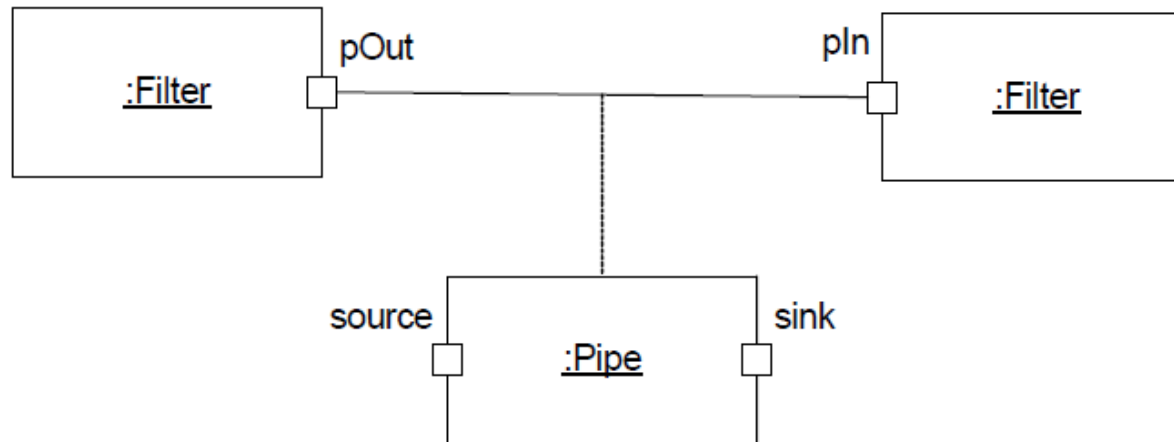 pOut
pIn
:Filter
:Filter
source
sink
:Pipe